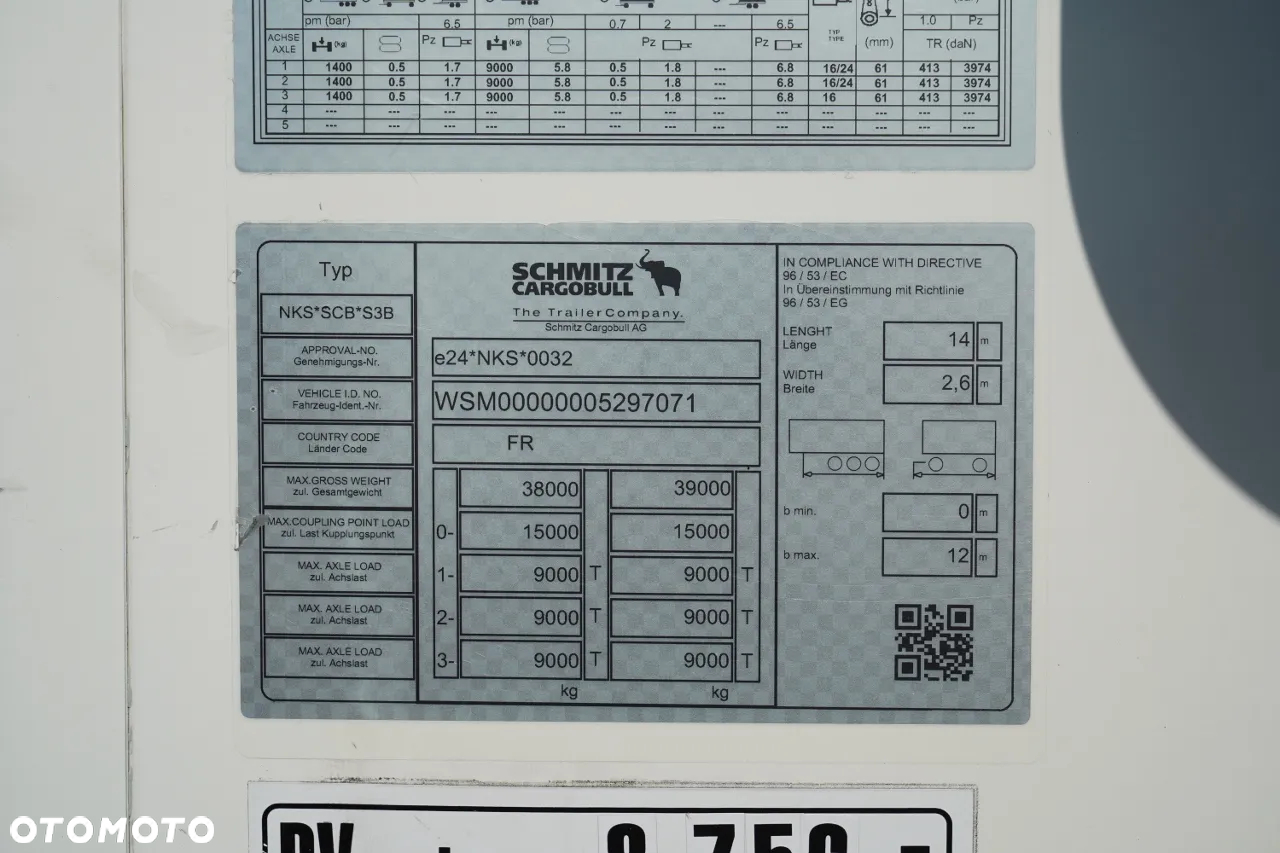 pm (bar) 6.5 pm (bar) 0.7 2 --- 6.5 TYP TYPE 1.0 Pz
ACHSE AXLE (kg) Pz (kg) Pz Pz (mm) TR (daN)
1 1400 0.5 1.7 9000 5.8 0.5 1.8 --- 6.8 16/24 61 413 3974
2 1400 0.5 1.7 9000 5.8 0.5 1.8 --- 6.8 16/24 61 413 3974
3 1400 0.5 1.7 9000 5.8 0.5 1.8 --- 6.8 16 61 413 3974
4 --- --- --- --- --- --- --- --- --- --- --- --- ---
5 --- --- --- --- --- --- --- --- --- --- --- --- ---
Typ
NKS*SCB*S3B
APPROVAL-NO.
Genehmigungs-Nr.
VEHICLE I.D. NO.
Fahrzeug-Ident.-Nr.
COUNTRY CODE
Länder Code
MAX.GROSS WEIGHT
zul. Gesamtgewicht
MAX.COUPLING POINT LOAD
zul. Last Kupplungspunkt
MAX. AXLE LOAD
zul. Achslast
MAX. AXLE LOAD
zul. Achslast
MAX. AXLE LOAD
zul. Achslast
SCHMITZ
CARGOBULL
The Trailer Company.
Schmitz Cargobull AG
e24*NKS*0032
WSM00000005297071
FR
38000 39000
0- 15000 15000
1- 9000 T 9000 T
2- 9000 T 9000 T
3- 9000 T 9000 T
kg kg
IN COMPLIANCE WITH DIRECTIVE
96 / 53 / EC
In Übereinstimmung mit Richtlinie
96 / 53 / EG
LENGHT
Länge
14 m
WIDTH
Breite
2,6 m
b min. 0 m
b max. 12 m
OTOMOTO